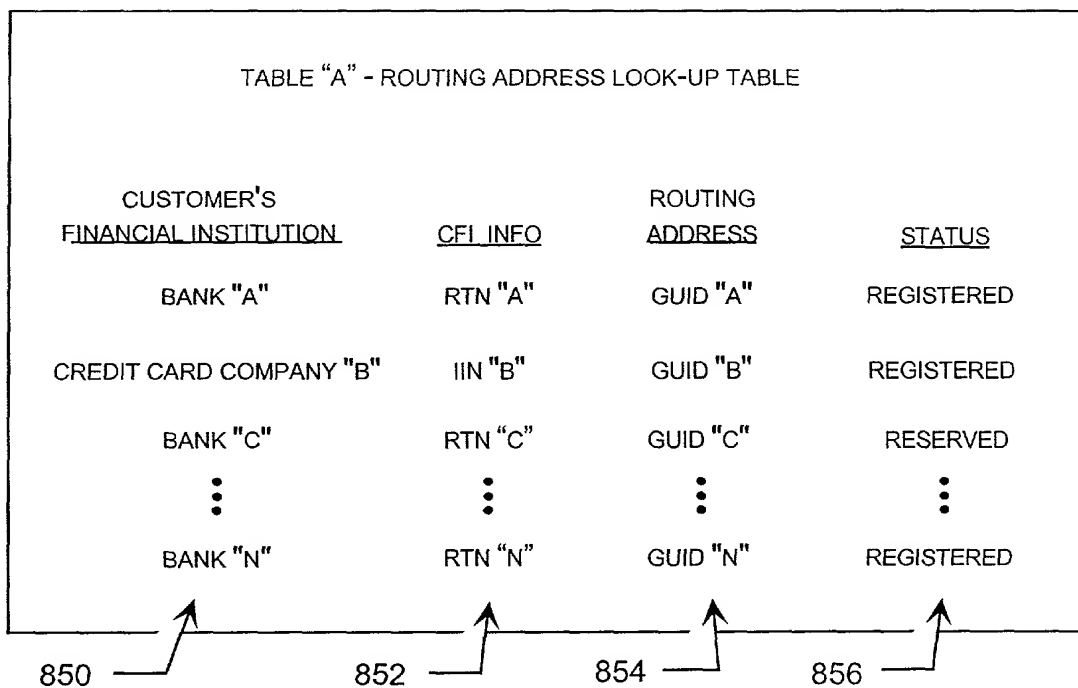 TABLE “A” - ROUTING ADDRESS LOOK-UP TABLE
CUSTOMER'S ROUTING
FINANCIAL INSTITUTION CFI INFO ADDRESS STATUS
BANK "A" RTN "A" GUID "A" REGISTERED
CREDIT CARD COMPANY "B" IIN "B" GUID "B" REGISTERED
BANK "C" RTN “C” GUID "C" RESERVED
BANK "N" RTN “N” GUID "N" REGISTERED
850 852 854 856